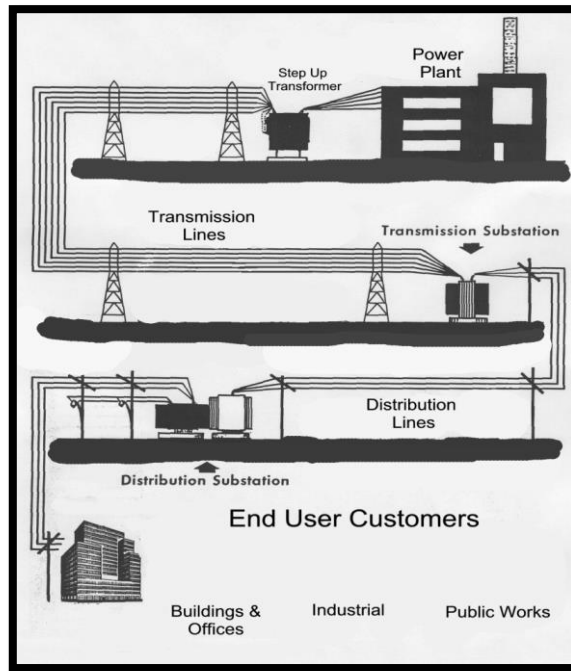 Power
Plant
Step Up
Transformer
Transmission
Lines
Transmission Substation
Distribution
Lines
Distribution Substation
End User Customers
Buildings &
Offices
Industrial
Public Works